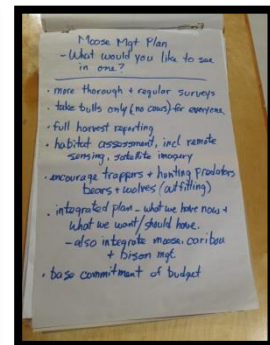 Moose Mgt Plan
- What would you like to see
in one?
• more thorough + regular surveys
• take bulls only (no cows) for everyone
• full harvest reporting
• habitat assessment, incl remote
sensing, satellite imagery
• encourage trappers + hunting predators
bears + wolves (outfitting)
• integrated plan - what we have now +
what we want/should have.
- also integrate moose, caribou
+ bison mgt.
• base commitment of budget